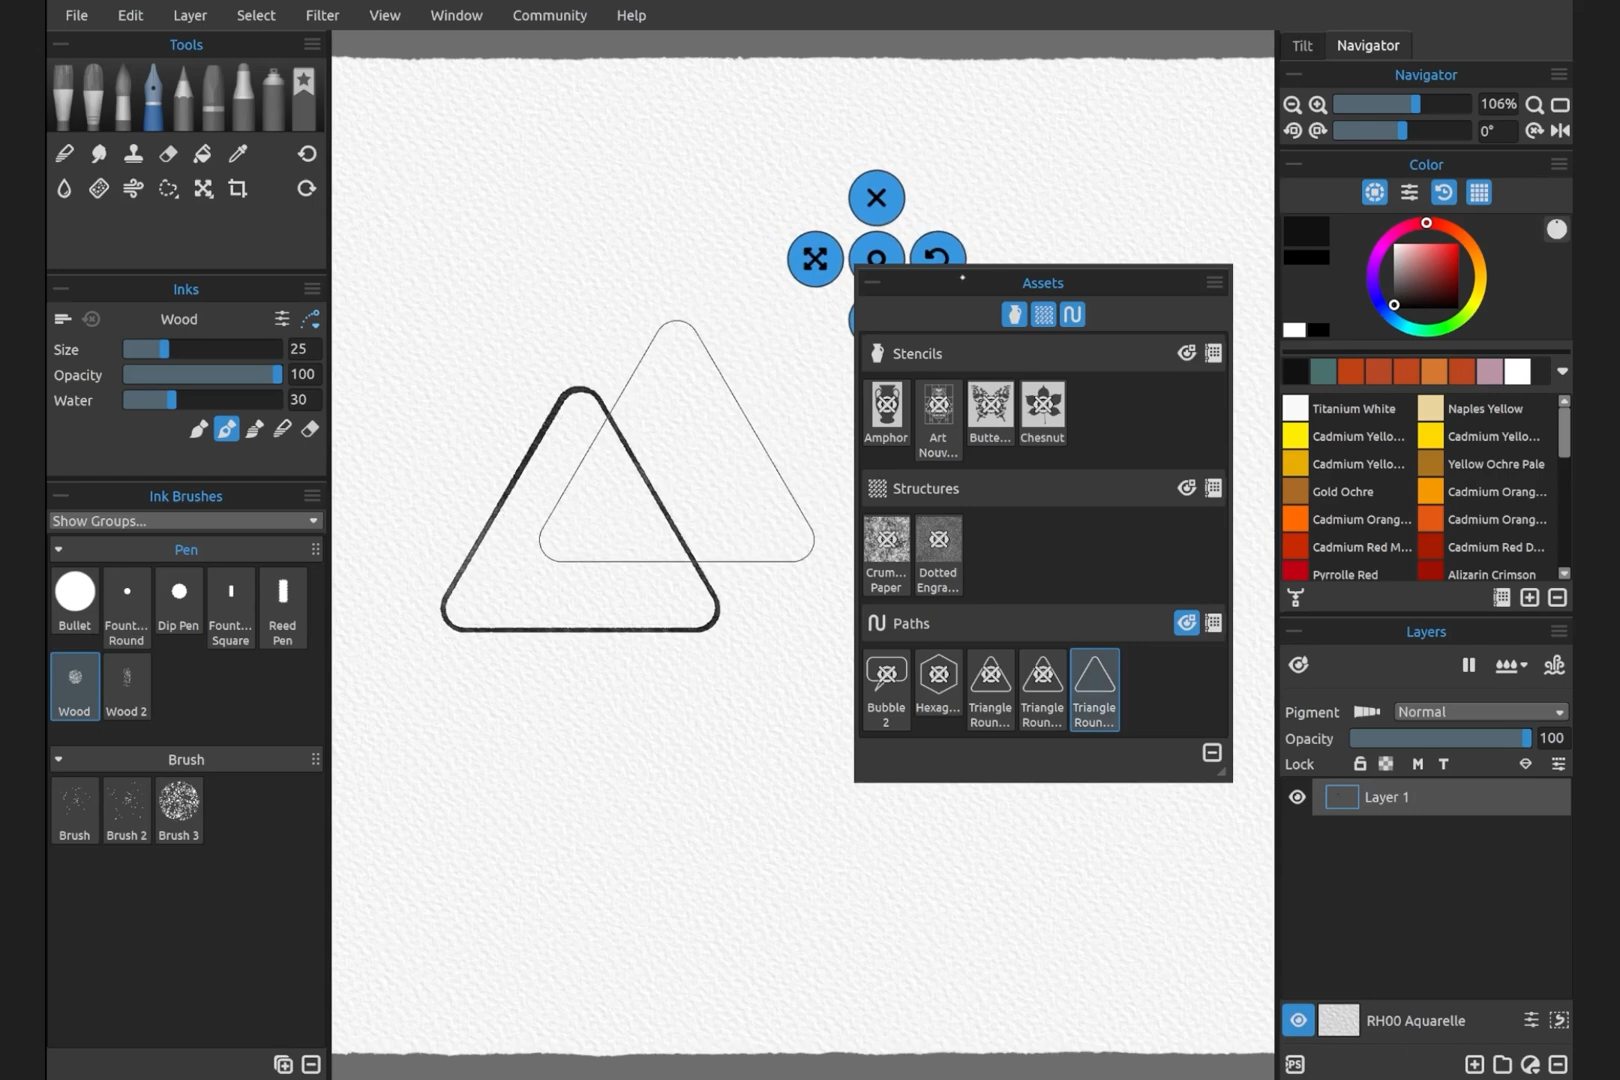 File Edit Layer Select Filter View Window Community Help
Tools
Inks
Wood
Size 25
Opacity 100
Water 30
Ink Brushes
Show Groups...
Pen
Bullet Fount... Round Dip Pen Fount... Square Reed Pen
Wood Wood 2
Brush
Brush Brush 2 Brush 3
Assets
Stencils
Amphor Art Nouv... Butte... Chesnut
Structures
Crum... Paper Dotted Engra...
Paths
Bubble 2 Hexag... Triangle Roun... Triangle Roun... Triangle Roun...
Tilt Navigator
Navigator
106%
0°
Color
Titanium White Naples Yellow
Cadmium Yello... Cadmium Yello...
Cadmium Yello... Yellow Ochre Pale
Gold Ochre Cadmium Orang...
Cadmium Orang... Cadmium Orang...
Cadmium Red M... Cadmium Red D...
Pyrrolle Red Alizarin Crimson
Layers
Pigment Normal
Opacity 100
Lock M T
Layer 1
RH00 Aquarelle
PS